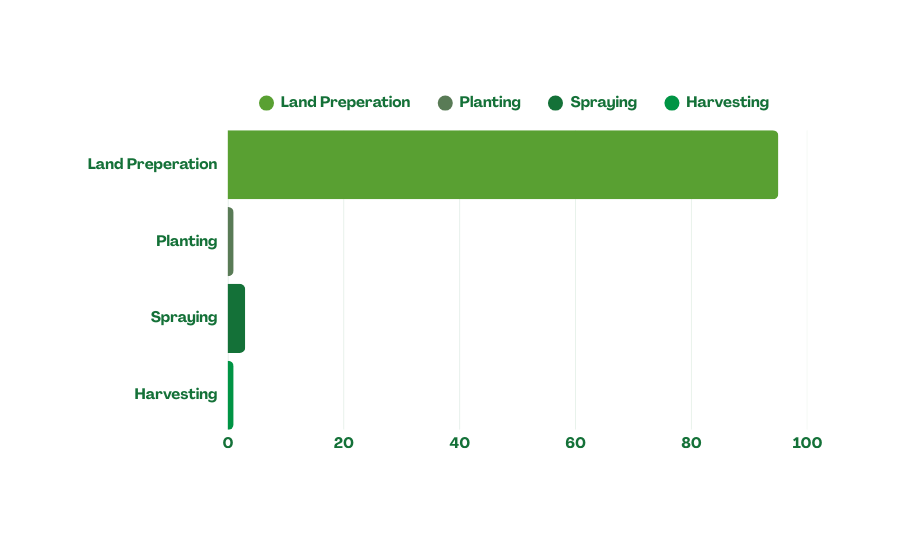 Land Preperation Planting Spraying Harvesting
Land Preperation
Planting
Spraying
Harvesting
0 20 40 60 80 100